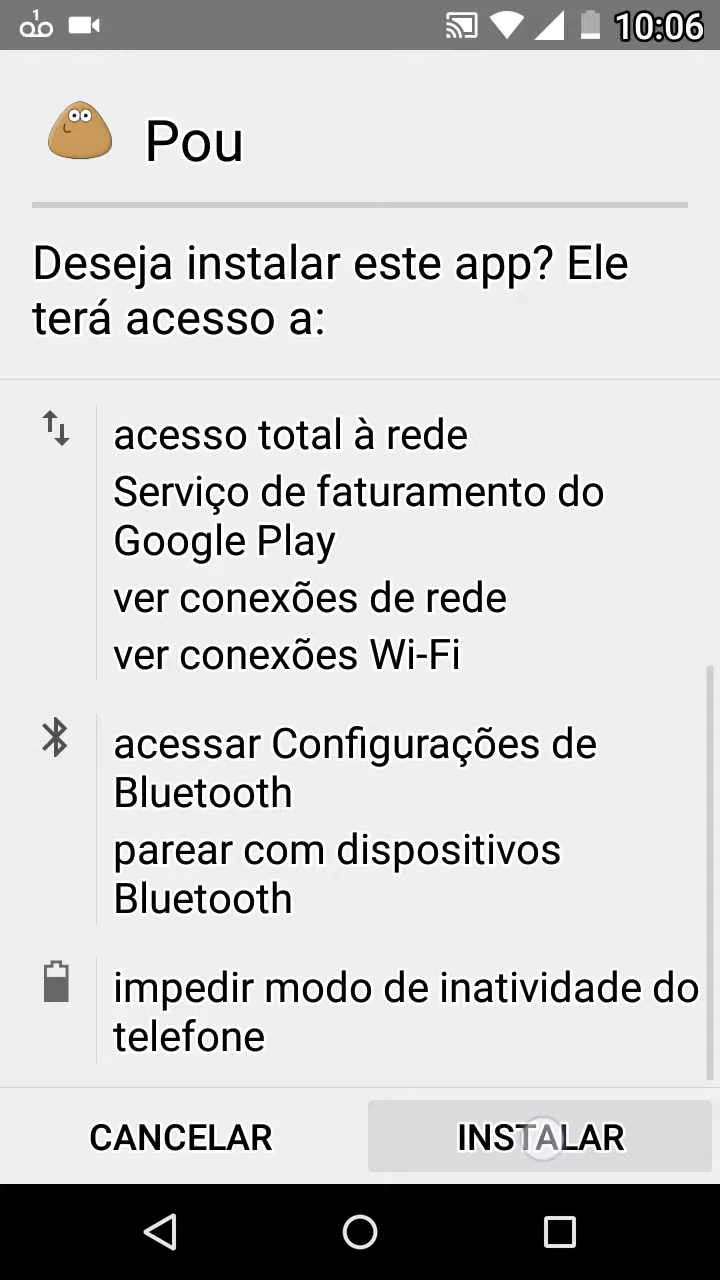 1
10:06
Pou
Deseja instalar este app? Ele
terá acesso a:
acesso total à rede
Serviço de faturamento do
Google Play
ver conexões de rede
ver conexões Wi-Fi
acessar Configurações de
Bluetooth
parear com dispositivos
Bluetooth
impedir modo de inatividade do
telefone
CANCELAR
INSTALAR